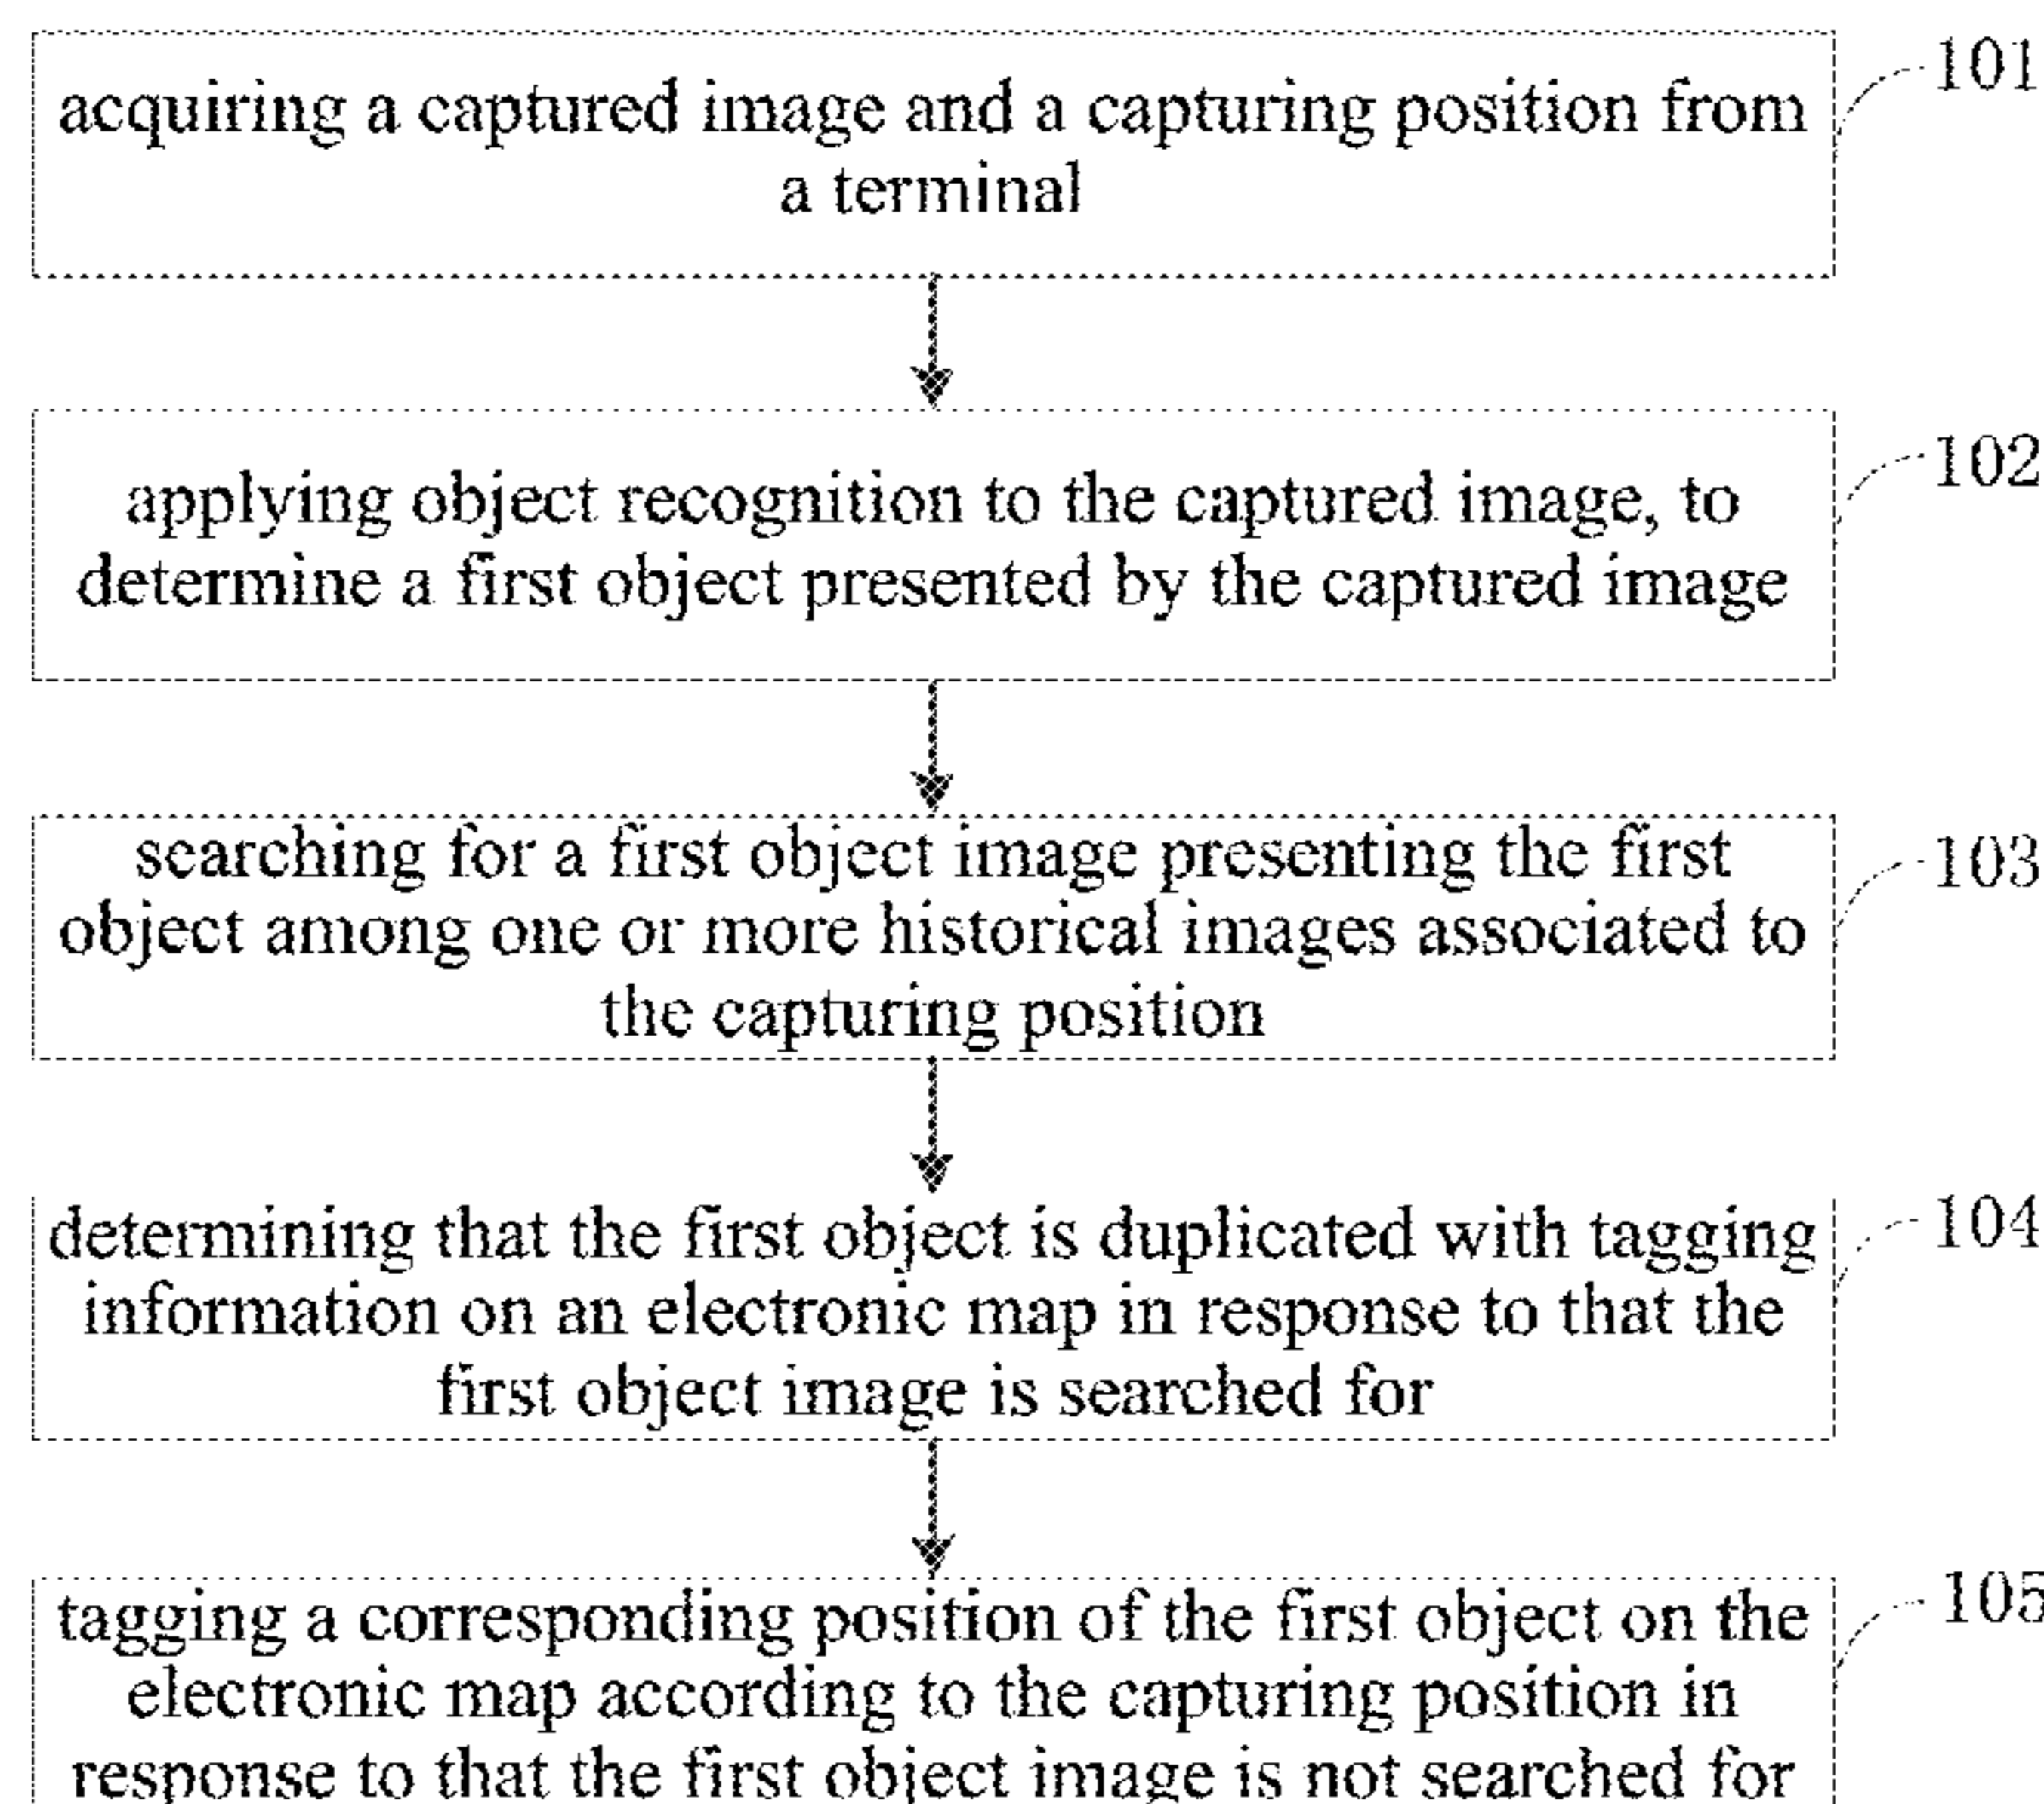 acquiring a captured image and a capturing position from
a terminal
101
applying object recognition to the captured image, to
determine a first object presented by the captured image
102
searching for a first object image presenting the first
object among one or more historical images associated to
the capturing position
103
determining that the first object is duplicated with tagging
information on an electronic map in response to that the
first object image is searched for
104
tagging a corresponding position of the first object on the
electronic map according to the capturing position in
response to that the first object image is not searched for
105